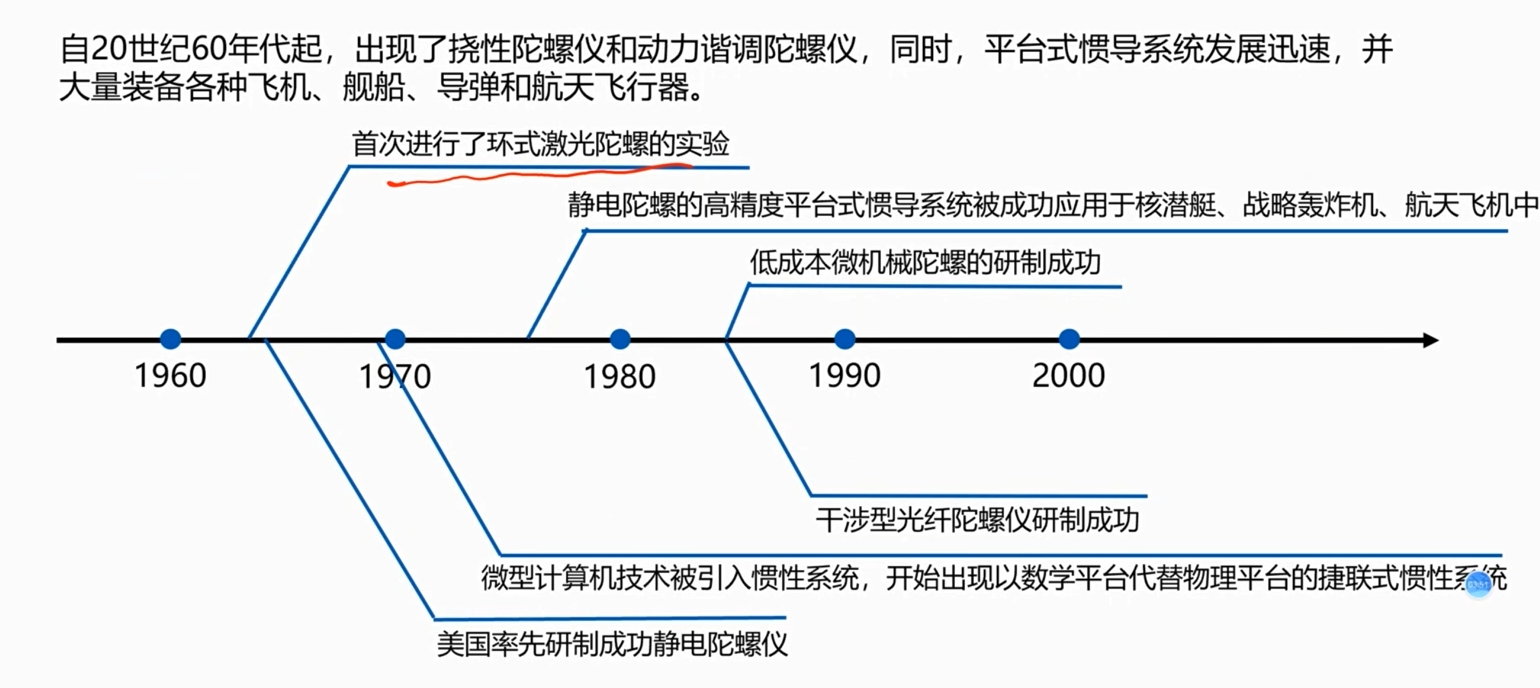 自20世纪60年代起，出现了挠性陀螺仪和动力谐调陀螺仪，同时，平台式惯导系统发展迅速，并
大量装备各种飞机、舰船、导弹和航天飞行器。
首次进行了环式激光陀螺的实验
静电陀螺的高精度平台式惯导系统被成功应用于核潜艇、战略轰炸机、航天飞机中
低成本微机械陀螺的研制成功
1960 1970 1980 1990 2000
干涉型光纤陀螺仪研制成功
微型计算机技术被引入惯性系统，开始出现以数学平台代替物理平台的捷联式惯性系统
美国率先研制成功静电陀螺仪